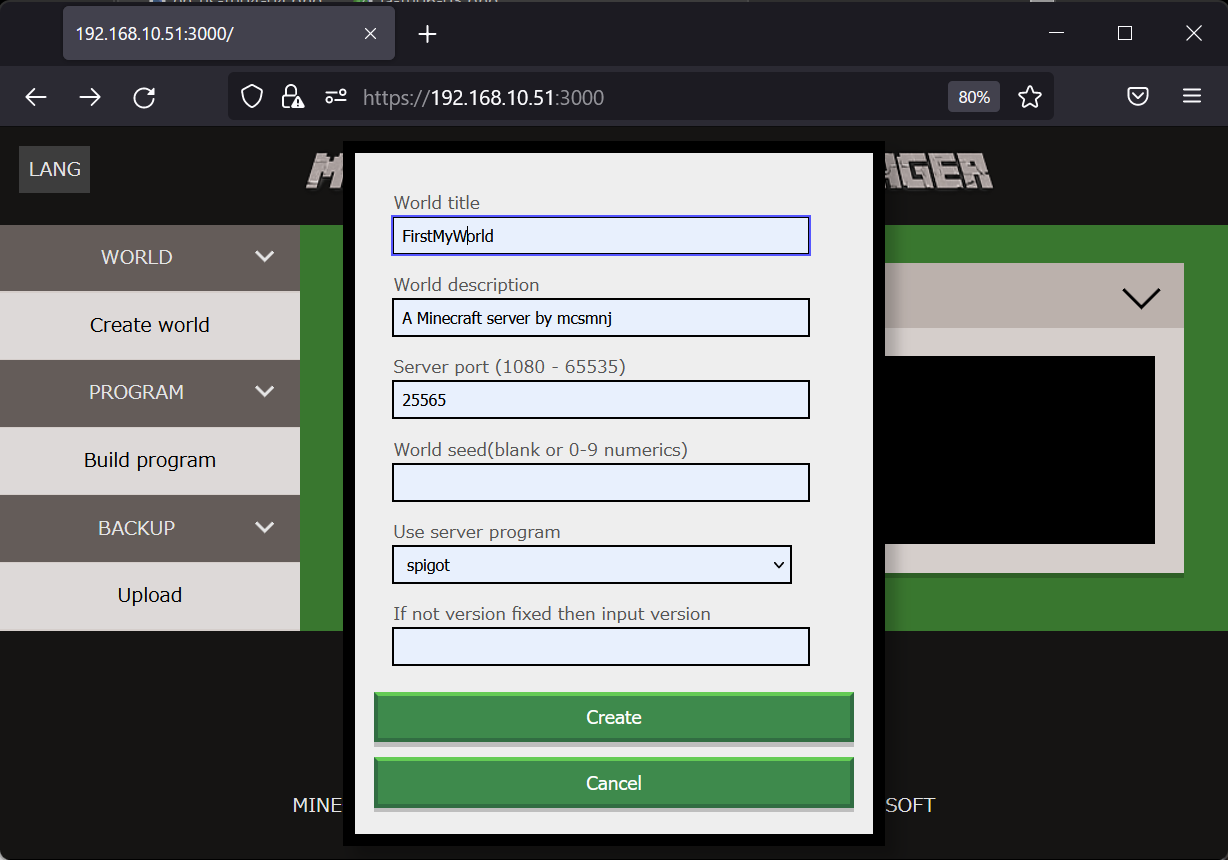 192.168.10.51:3000/
https://192.168.10.51:3000
80%
LANG
World title
FirstMyWorld
WORLD
World description
Create world
A Minecraft server by mcsmnj
Server port (1080 - 65535)
PROGRAM
25565
World seed(blank or 0-9 numerics)
Build program
BACKUP
Use server program
spigot
Upload
If not version fixed then input version
Create
Cancel
MINE
SOFT